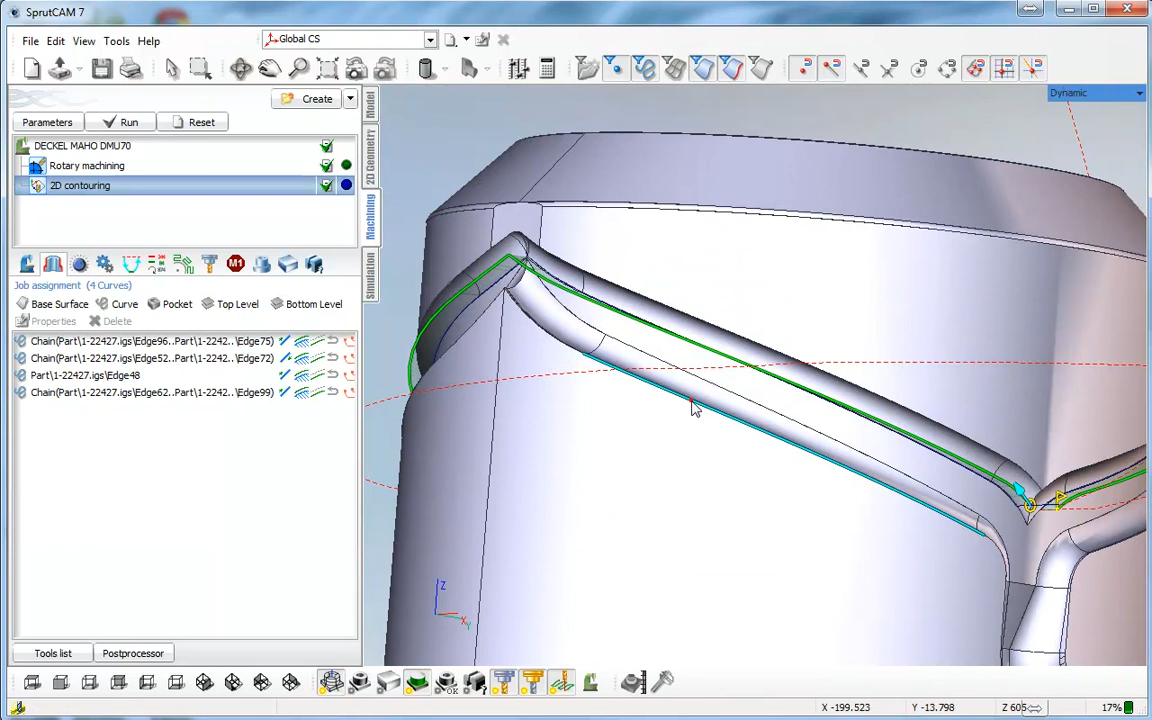 SprutCAM 7
File Edit View Tools Help
Global CS
Create
Parameters Run Reset
Dynamic
DECKEL MAHO DMU70
Rotary machining
2D contouring
Model
2D Geometry
Machining
Simulation
M1
Job assignment (4 Curves)
Base Surface Curve Pocket Top Level Bottom Level
Properties Delete
Chain(Part\1-22427.igs\Edge96..Part\1-2242..\Edge75)
Chain(Part\1-22427.igs\Edge52..Part\1-2242..\Edge72)
Part\1-22427.igs\Edge48
Chain(Part\1-22427.igs\Edge62..Part\1-2242..\Edge99)
Z
X
Y
Tools list Postprocessor
OK
X -199.523 Y -13.798 Z 605 17%